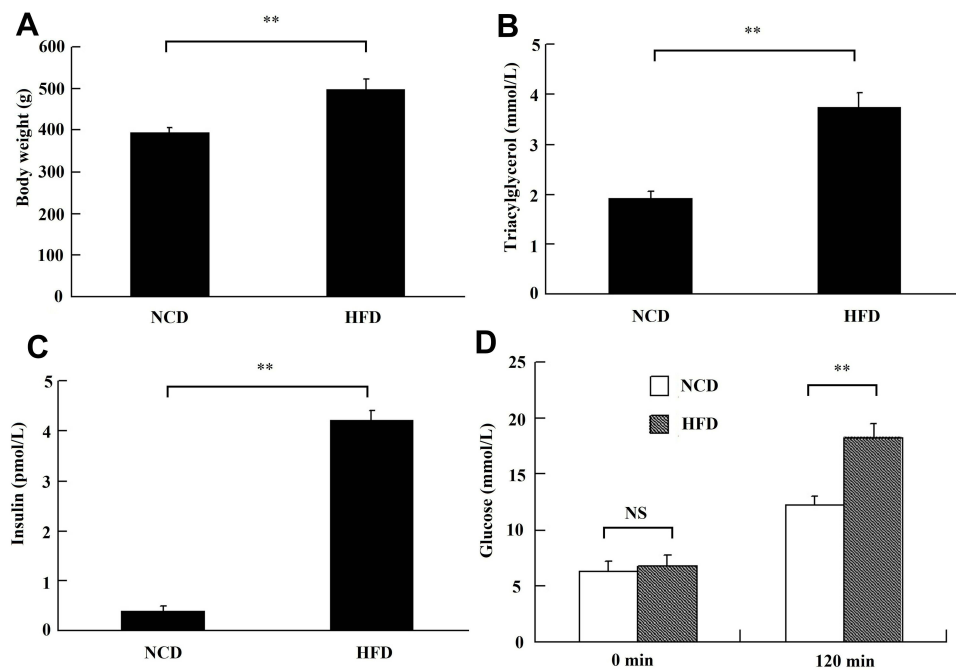 A
**
Body weight (g)
600
500
400
300
200
100
0
NCD HFD
B
**
Triacylglycerol (mmol/L)
5
4
3
2
1
0
NCD HFD
C
**
Insulin (pmol/L)
5
4
3
2
1
0
NCD HFD
D
NCD
HFD
**
NS
Glucose (mmol/L)
25
20
15
10
5
0
0 min 120 min